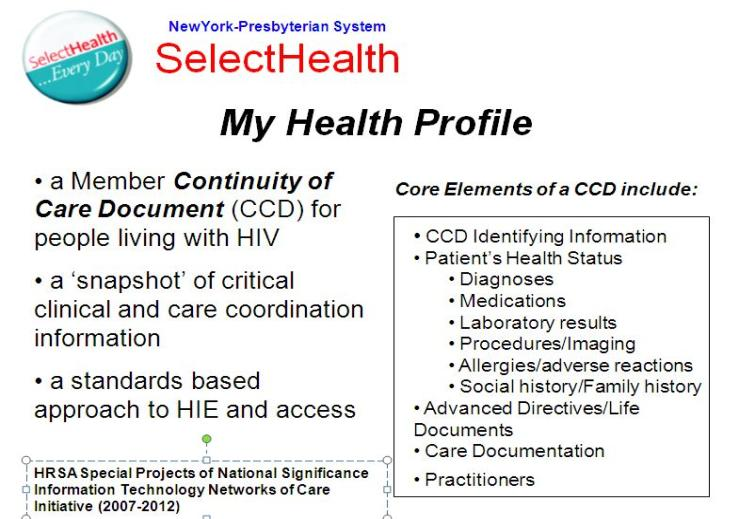 SelectHealth
...Every Day
NewYork-Presbyterian System
SelectHealth
My Health Profile
• a Member Continuity of
Care Document (CCD) for
people living with HIV
• a ‘snapshot’ of critical
clinical and care coordination
information
• a standards based
approach to HIE and access
HRSA Special Projects of National Significance
Information Technology Networks of Care
Initiative (2007-2012)
Core Elements of a CCD include:
• CCD Identifying Information
• Patient’s Health Status
• Diagnoses
• Medications
• Laboratory results
• Procedures/Imaging
• Allergies/adverse reactions
• Social history/Family history
• Advanced Directives/Life
Documents
• Care Documentation
• Practitioners